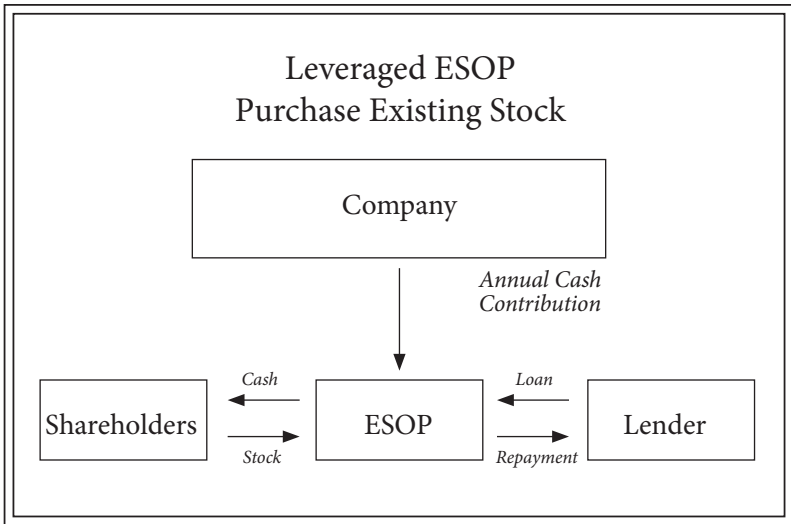 Leveraged ESOP
Purchase Existing Stock
Company
Annual Cash
Contribution
Cash
Loan
Shareholders
ESOP
Lender
Stock
Repayment